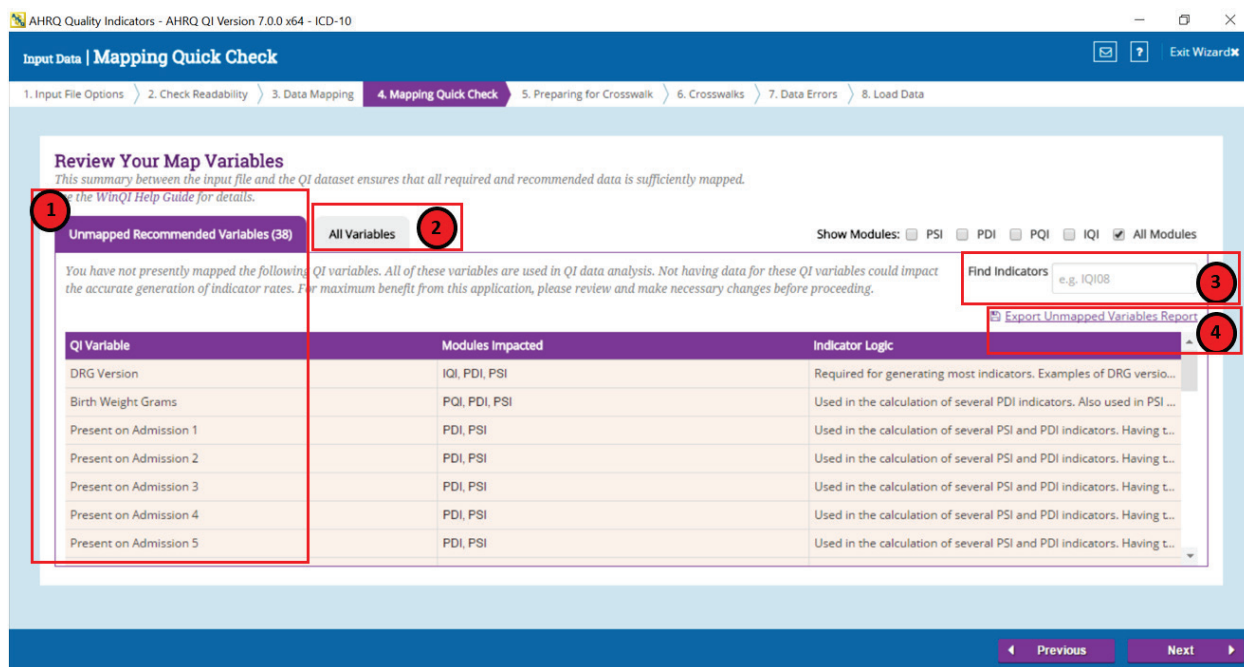 AHRQ Quality Indicators - AHRQ QI Version 7.0.0 x64 - ICD-10
Input Data | Mapping Quick Check
? Exit Wizard
1. Input File Options 2. Check Readability 3. Data Mapping 4. Mapping Quick Check 5. Preparing for Crosswalk 6. Crosswalks 7. Data Errors 8. Load Data
Review Your Map Variables
This summary between the input file and the QI dataset ensures that all required and recommended data is sufficiently mapped.
the WinQI Help Guide for details.
1
Unmapped Recommended Variables (38) All Variables 2
Show Modules: PSI PDI PQI IQI All Modules
You have not presently mapped the following QI variables. All of these variables are used in QI data analysis. Not having data for these QI variables could impact
the accurate generation of indicator rates. For maximum benefit from this application, please review and make necessary changes before proceeding.
Find Indicators e.g. IQI08 3
Export Unmapped Variables Report 4
QI Variable Modules Impacted Indicator Logic
DRG Version IQI, PDI, PSI Required for generating most indicators. Examples of DRG versio...
Birth Weight Grams PQI, PDI, PSI Used in the calculation of several PDI indicators. Also used in PSI ...
Present on Admission 1 PDI, PSI Used in the calculation of several PSI and PDI indicators. Having t...
Present on Admission 2 PDI, PSI Used in the calculation of several PSI and PDI indicators. Having t...
Present on Admission 3 PDI, PSI Used in the calculation of several PSI and PDI indicators. Having t...
Present on Admission 4 PDI, PSI Used in the calculation of several PSI and PDI indicators. Having t...
Present on Admission 5 PDI, PSI Used in the calculation of several PSI and PDI indicators. Having t...
Previous Next